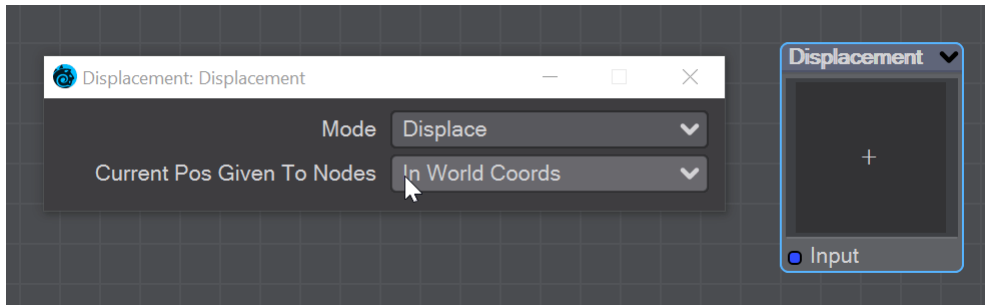 Displacement: Displacement
Mode Displace
Current Pos Given To Nodes In World Coords
Displacement
Input